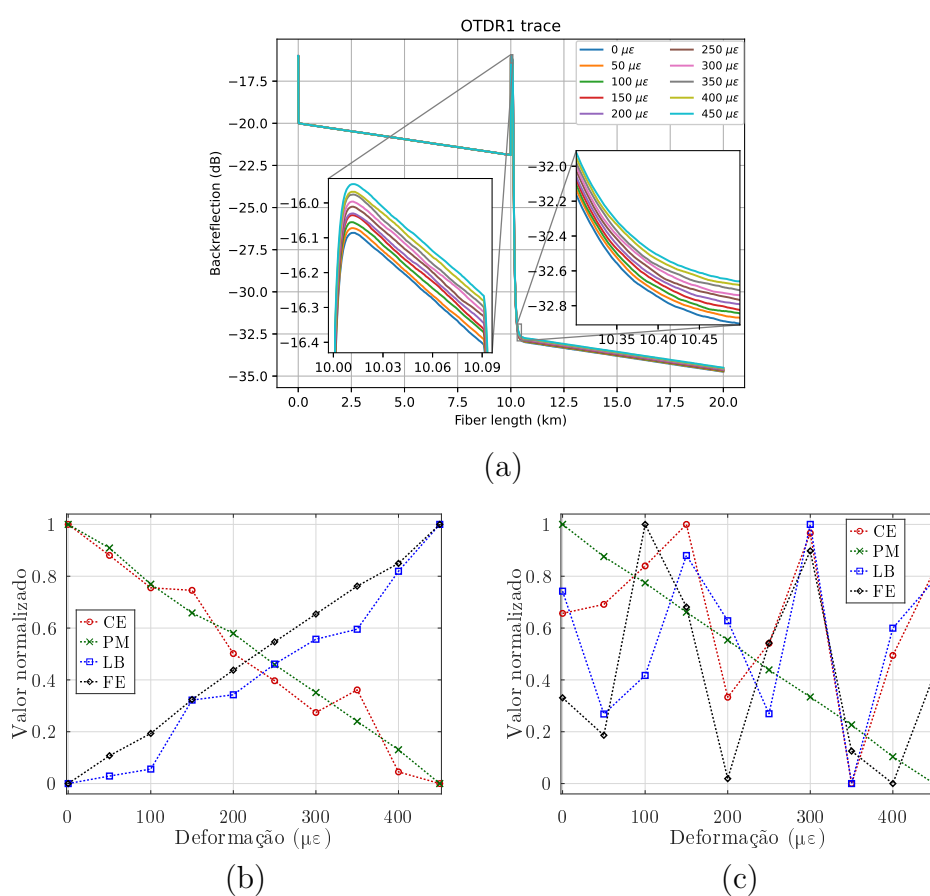 OTDR1 trace
0 με
50 με
100 με
150 με
200 με
250 με
300 με
350 με
400 με
450 με
−17.5
−20.0
−22.5
−25.0
−27.5
−30.0
−32.5
−35.0
Backreflection (dB)
−16.0
−16.1
−16.2
−16.3
−16.4
10.00 10.03 10.06 10.09
−32.0
−32.2
−32.4
−32.6
−32.8
10.35 10.40 10.45
0.0 2.5 5.0 7.5 10.0 12.5 15.0 17.5 20.0
Fiber length (km)
(a)
1
0.8
0.6
0.4
0.2
0
Valor normalizado
CE
PM
LB
FE
0 100 200 300 400
Deformação (με)
(b)
1
0.8
0.6
0.4
0.2
0
Valor normalizado
CE
PM
LB
FE
0 100 200 300 400
Deformação (με)
(c)